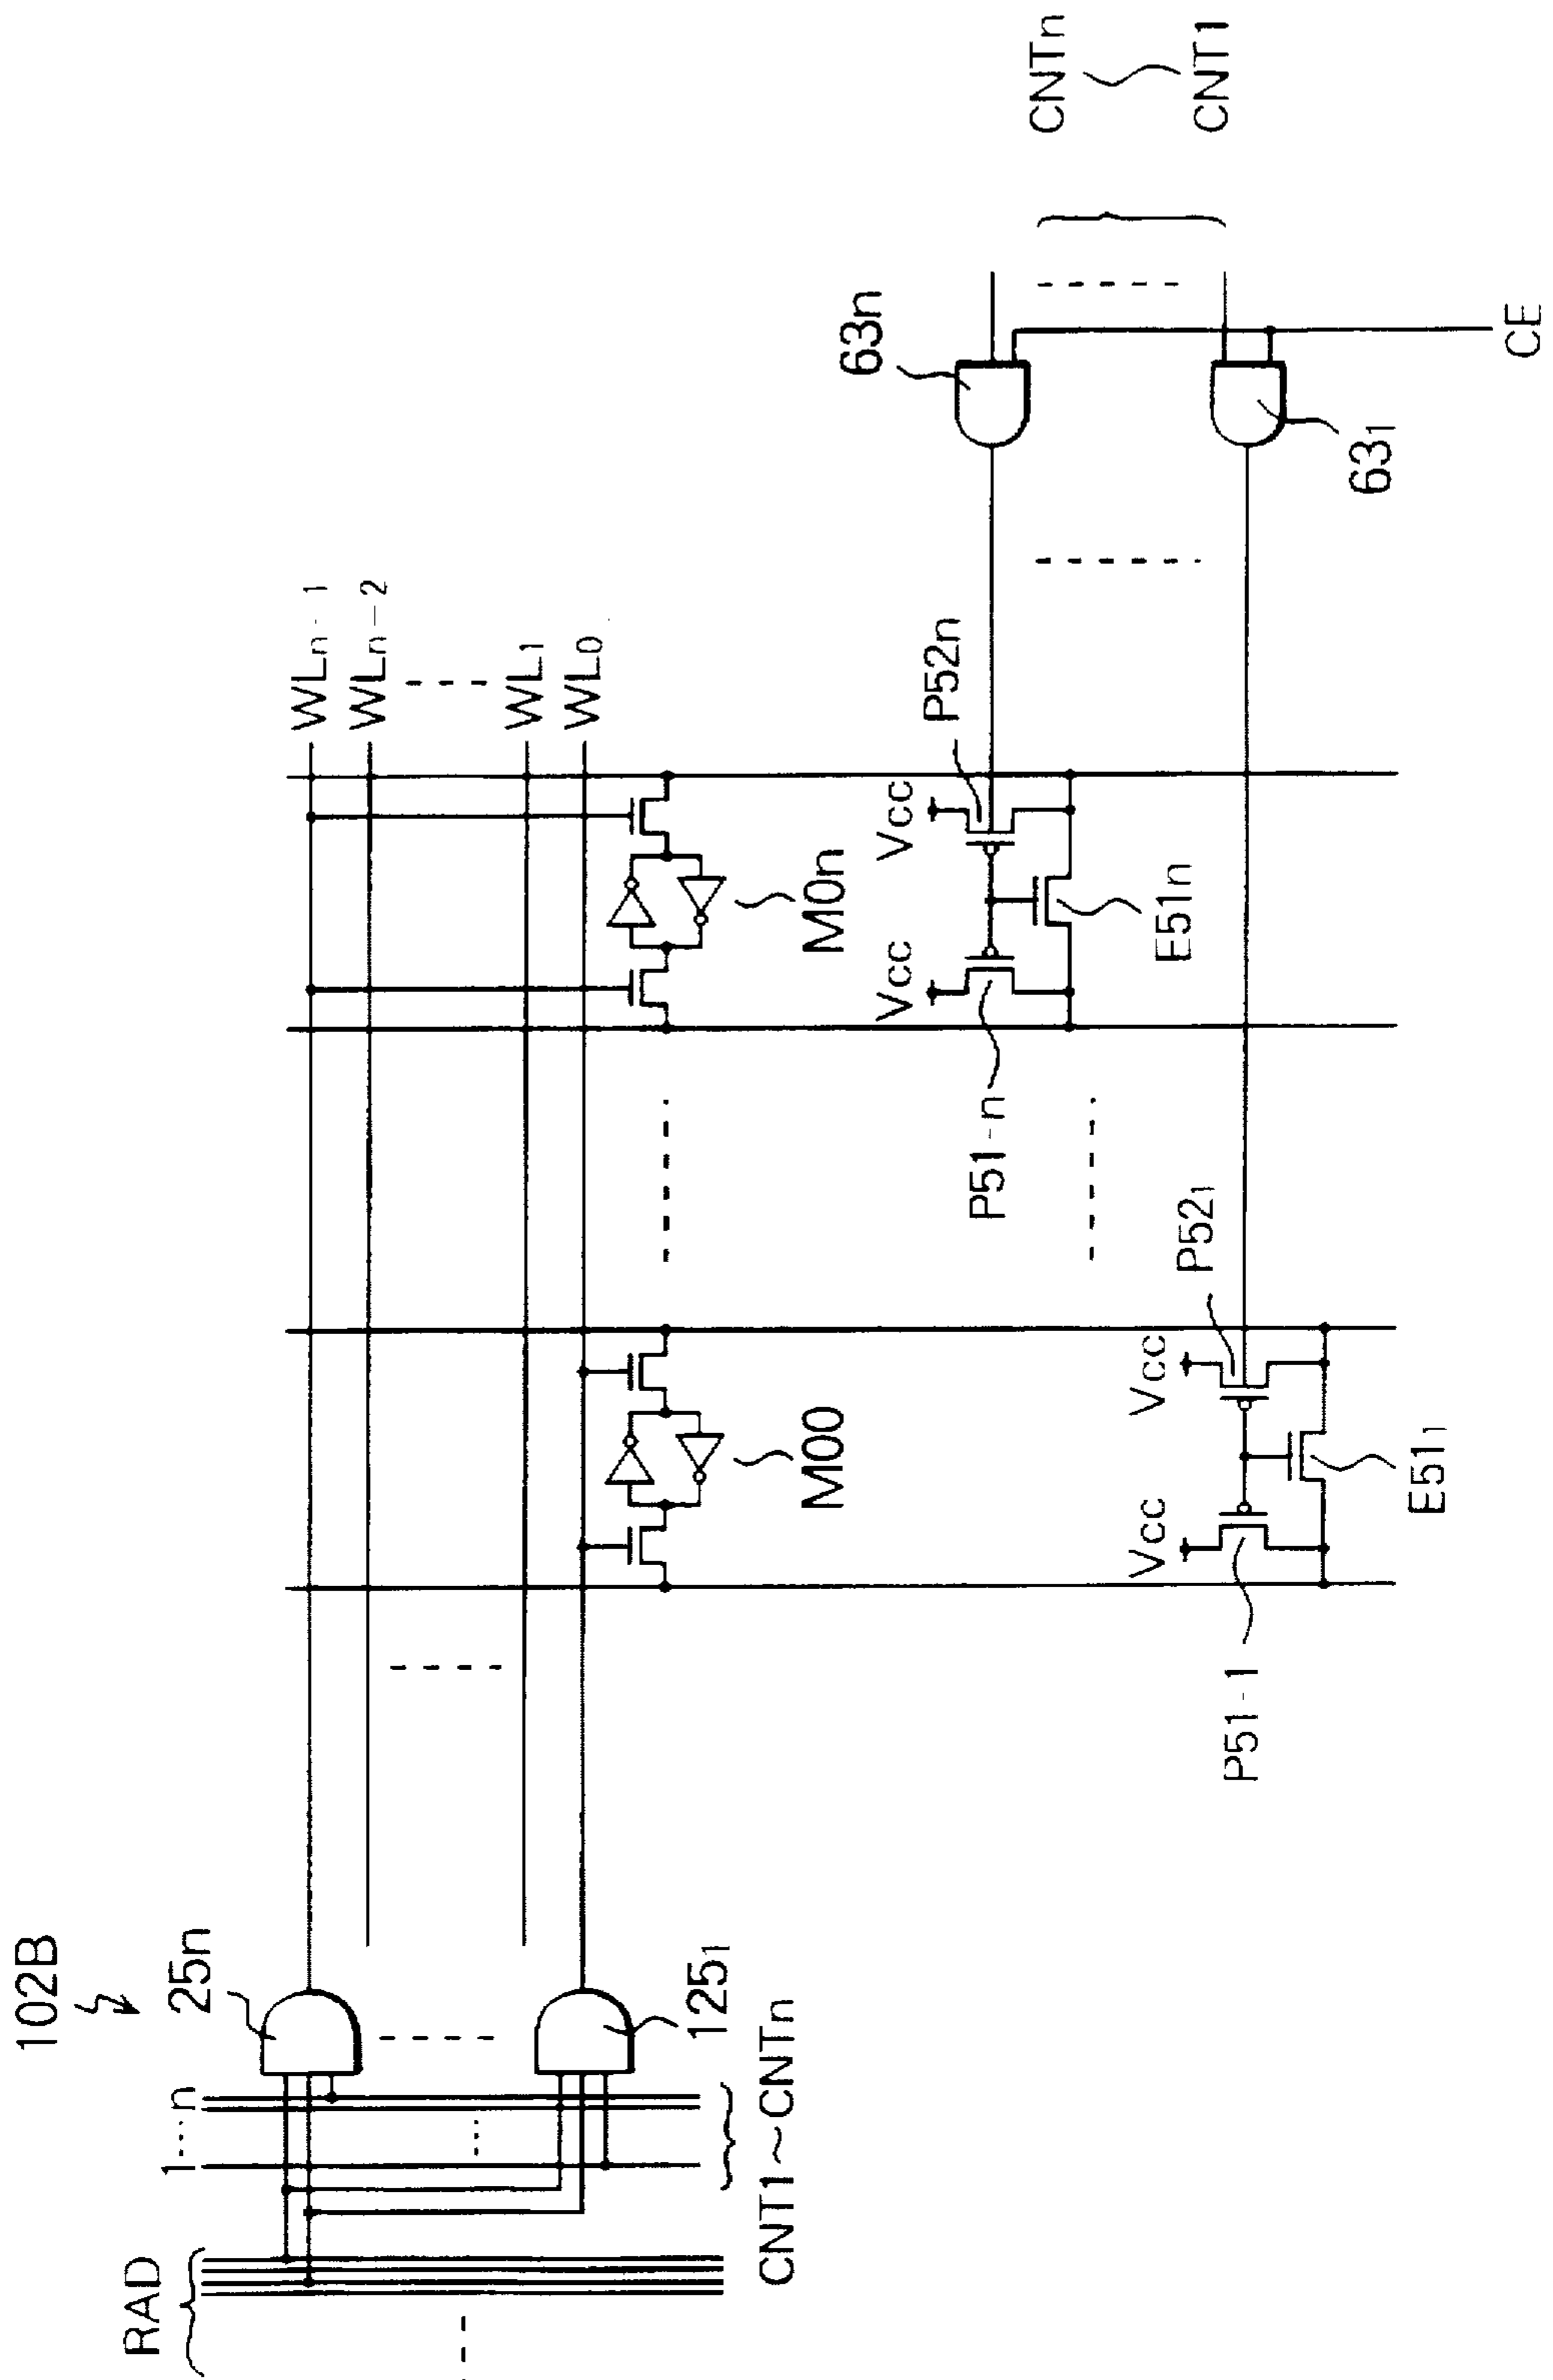 102B
RAD
1···n
25n
125₁
CNT1~CNTn
WLn-1
WLn-2
WL1
WL0
M00
M0n
Vcc
Vcc
P51-n
P52n
E51n
Vcc
Vcc
P51-1
P52₁
E51₁
63n
63₁
CNTn
CNT1
CE